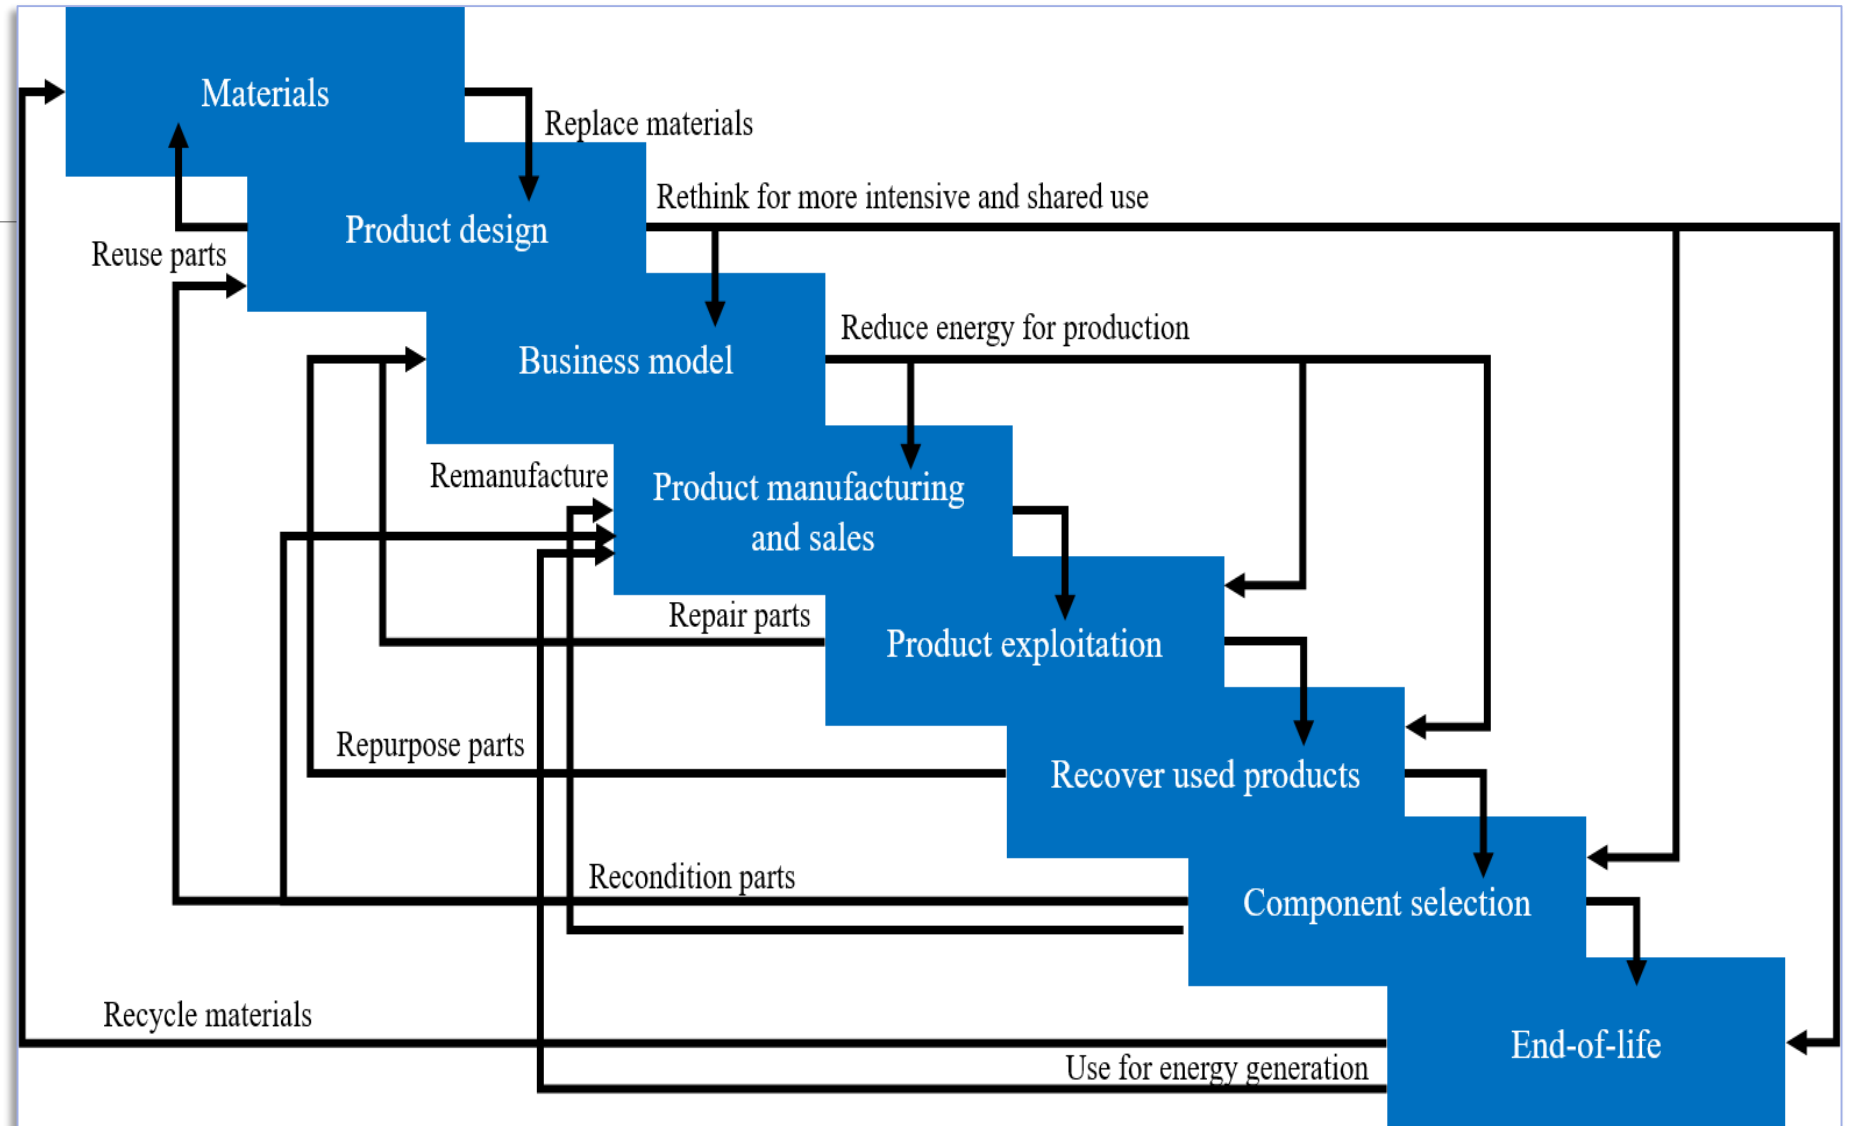 Materials
Replace materials
Rethink for more intensive and shared use
Product design
Reuse parts
Reduce energy for production
Business model
Remanufacture
Product manufacturing
and sales
Repair parts
Product exploitation
Repurpose parts
Recover used products
Recondition parts
Component selection
Recycle materials
End-of-life
Use for energy generation